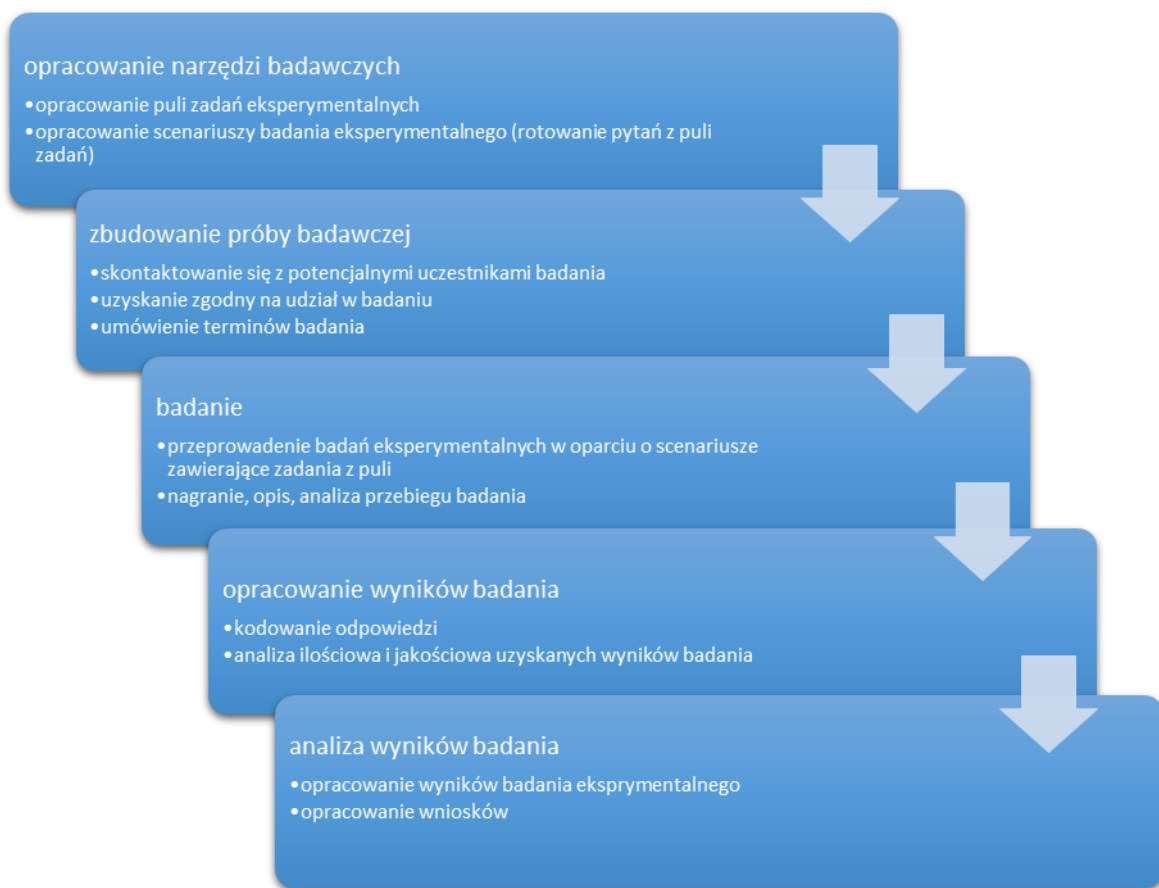 opracowanie narzędzi badawczych
•opracowanie puli zadań eksperymentalnych
•opracowanie scenariuszy badania eksperymentalnego (rotowanie pytań z puli
zadań)
zbudowanie próby badawczej
•skontaktowanie się z potencjalnymi uczestnikami badania
•uzyskanie zgodny na udział w badaniu
•umówienie terminów badania
badanie
•przeprowadenie badań eksperymentalnych w oparciu o scenariusze
zawierające zadania z puli
•nagranie, opis, analiza przebiegu badania
opracowanie wyników badania
•kodowanie odpowiedzi
•analiza ilościowa i jakościowa uzyskanych wyników badania
analiza wyników badania
•opracowanie wyników badania eksprymentalnego
•opracowanie wniosków